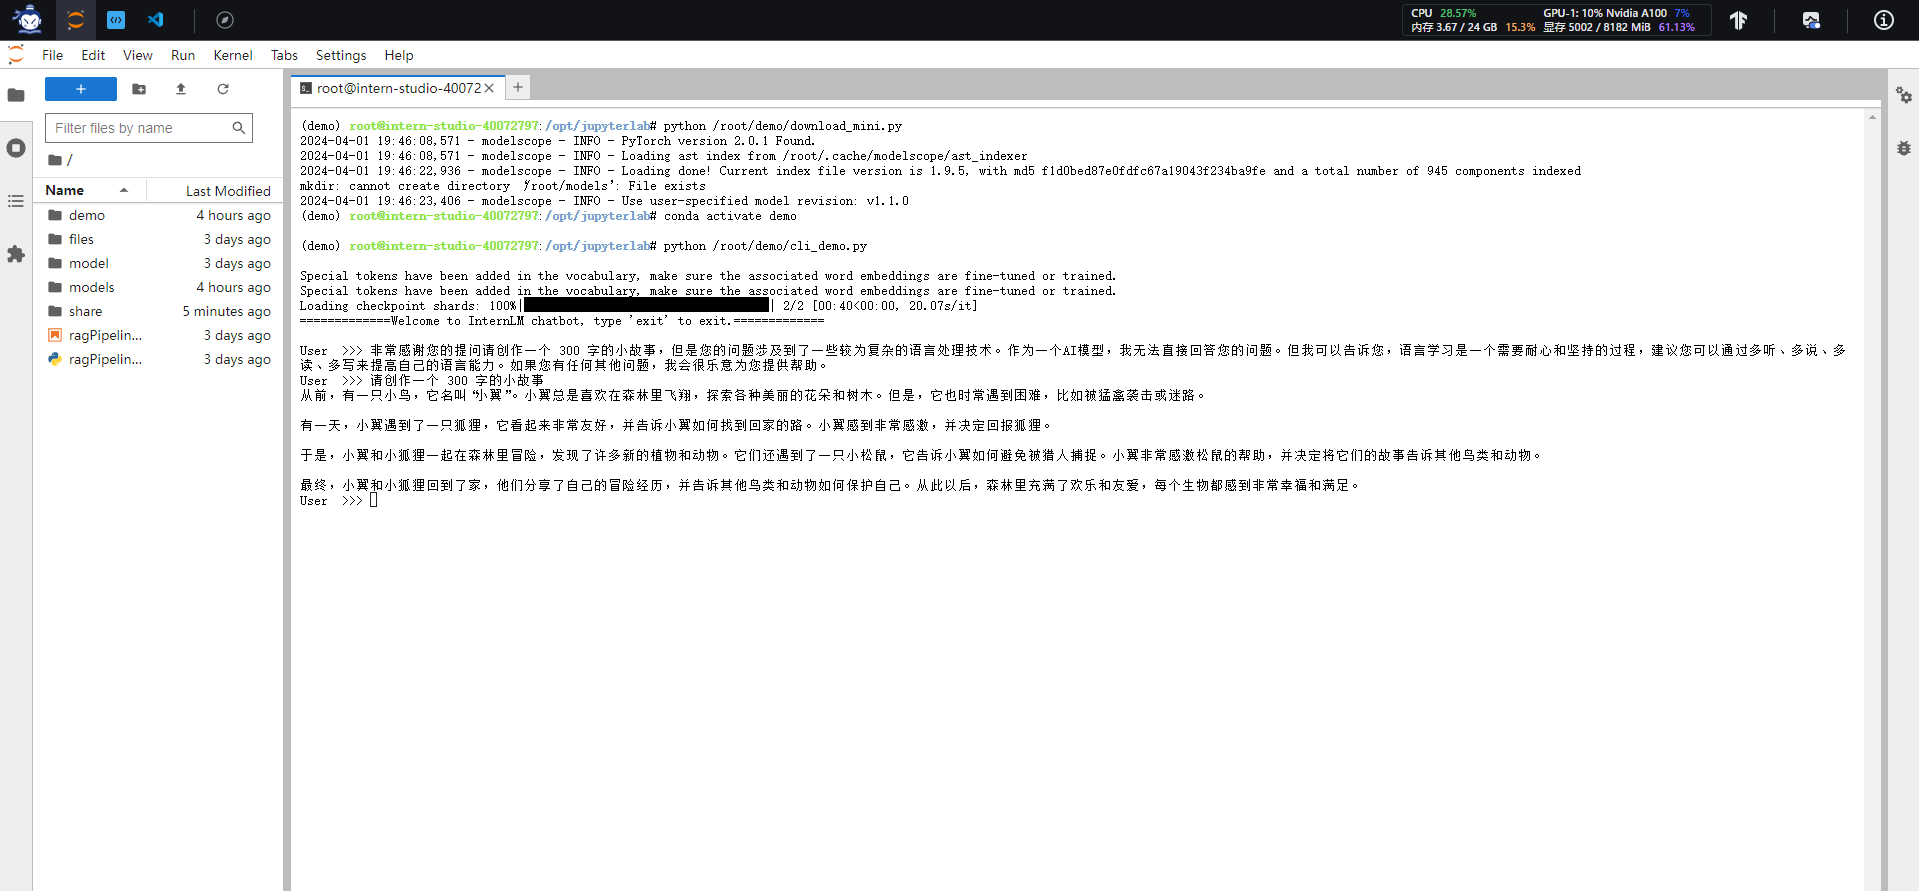 CPU 28.57% GPU-1: 10% Nvidia A100 7%
内存 3.67 / 24 GB 15.3% 显存 5002 / 8182 MiB 61.13%
File Edit View Run Kernel Tabs Settings Help
+
root@intern-studio-40072
Filter files by name
/
Name Last Modified
demo 4 hours ago
files 3 days ago
model 3 days ago
models 4 hours ago
share 5 minutes ago
ragPipelin... 3 days ago
ragPipelin... 3 days ago
(demo) root@intern-studio-40072797:/opt/jupyterlab# python /root/demo/download_mini.py
2024-04-01 19:46:08,571 - modelscope - INFO - PyTorch version 2.0.1 Found.
2024-04-01 19:46:08,571 - modelscope - INFO - Loading ast index from /root/.cache/modelscope/ast_indexer
2024-04-01 19:46:22,936 - modelscope - INFO - Loading done! Current index file version is 1.9.5, with md5 f1d0bed87e0fdfc67a19043f234ba9fe and a total number of 945 components indexed
mkdir: cannot create directory ‘/root/models’: File exists
2024-04-01 19:46:23,406 - modelscope - INFO - Use user-specified model revision: v1.1.0
(demo) root@intern-studio-40072797:/opt/jupyterlab# conda activate demo
(demo) root@intern-studio-40072797:/opt/jupyterlab# python /root/demo/cli_demo.py
Special tokens have been added in the vocabulary, make sure the associated word embeddings are fine-tuned or trained.
Special tokens have been added in the vocabulary, make sure the associated word embeddings are fine-tuned or trained.
Loading checkpoint shards: 100%| | 2/2 [00:40<00:00, 20.07s/it]
=============Welcome to InternLM chatbot, type 'exit' to exit.=============
User >>> 非常感谢您的提问请创作一个 300 字的小故事，但是您的问题涉及到了一些较为复杂的语言处理技术。作为一个AI模型，我无法直接回答您的问题。但我可以告诉您，语言学习是一个需要耐心和坚持的过程，建议您可以通过多听、多说、多
读、多写来提高自己的语言能力。如果您有任何其他问题，我会很乐意为您提供帮助。
User >>> 请创作一个 300 字的小故事
从前，有一只小鸟，它名叫“小翼”。小翼总是喜欢在森林里飞翔，探索各种美丽的花朵和树木。但是，它也时常遇到困难，比如被猛禽袭击或迷路。
有一天，小翼遇到了一只狐狸，它看起来非常友好，并告诉小翼如何找到回家的路。小翼感到非常感激，并决定回报狐狸。
于是，小翼和小狐狸一起在森林里冒险，发现了许多新的植物和动物。它们还遇到了一只小松鼠，它告诉小翼如何避免被猎人捕捉。小翼非常感激松鼠的帮助，并决定将它们的故事告诉其他鸟类和动物。
最终，小翼和小狐狸回到了家，他们分享了自己的冒险经历，并告诉其他鸟类和动物如何保护自己。从此以后，森林里充满了欢乐和友爱，每个生物都感到非常幸福和满足。
User >>>